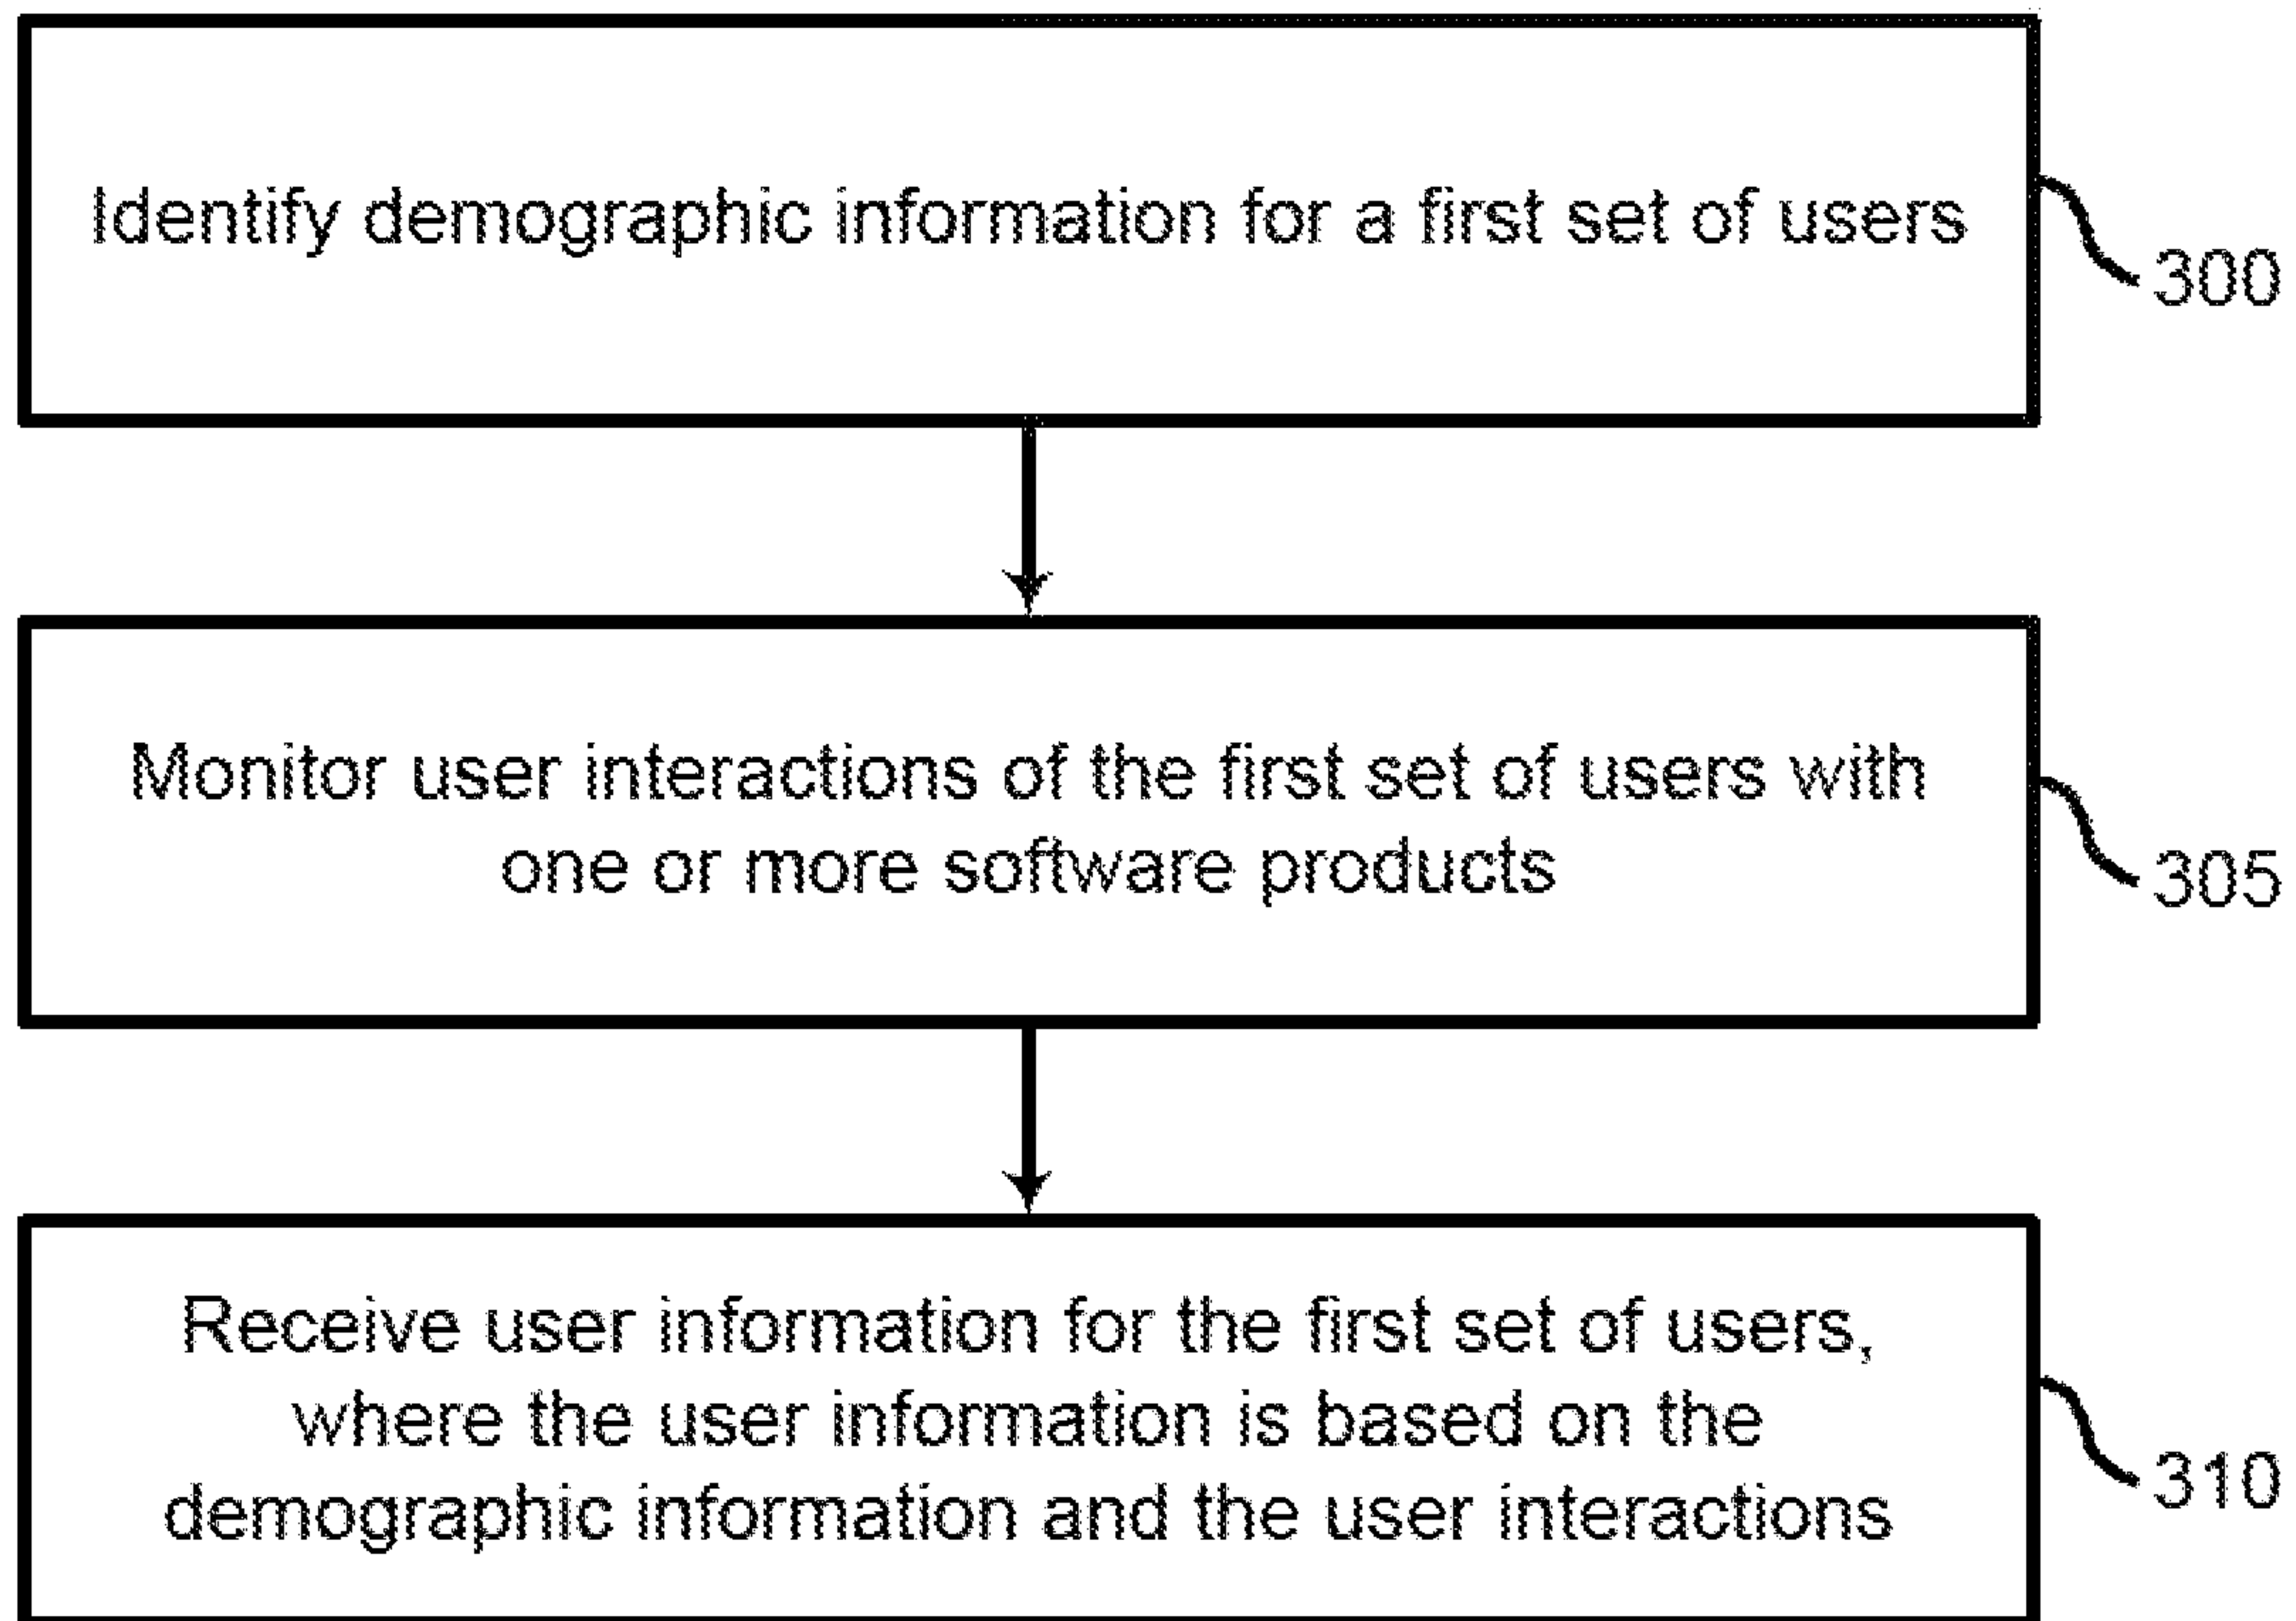 Identify demographic information for a first set of users
300
Monitor user interactions of the first set of users with
one or more software products
305
Receive user information for the first set of users,
where the user information is based on the
demographic information and the user interactions
310